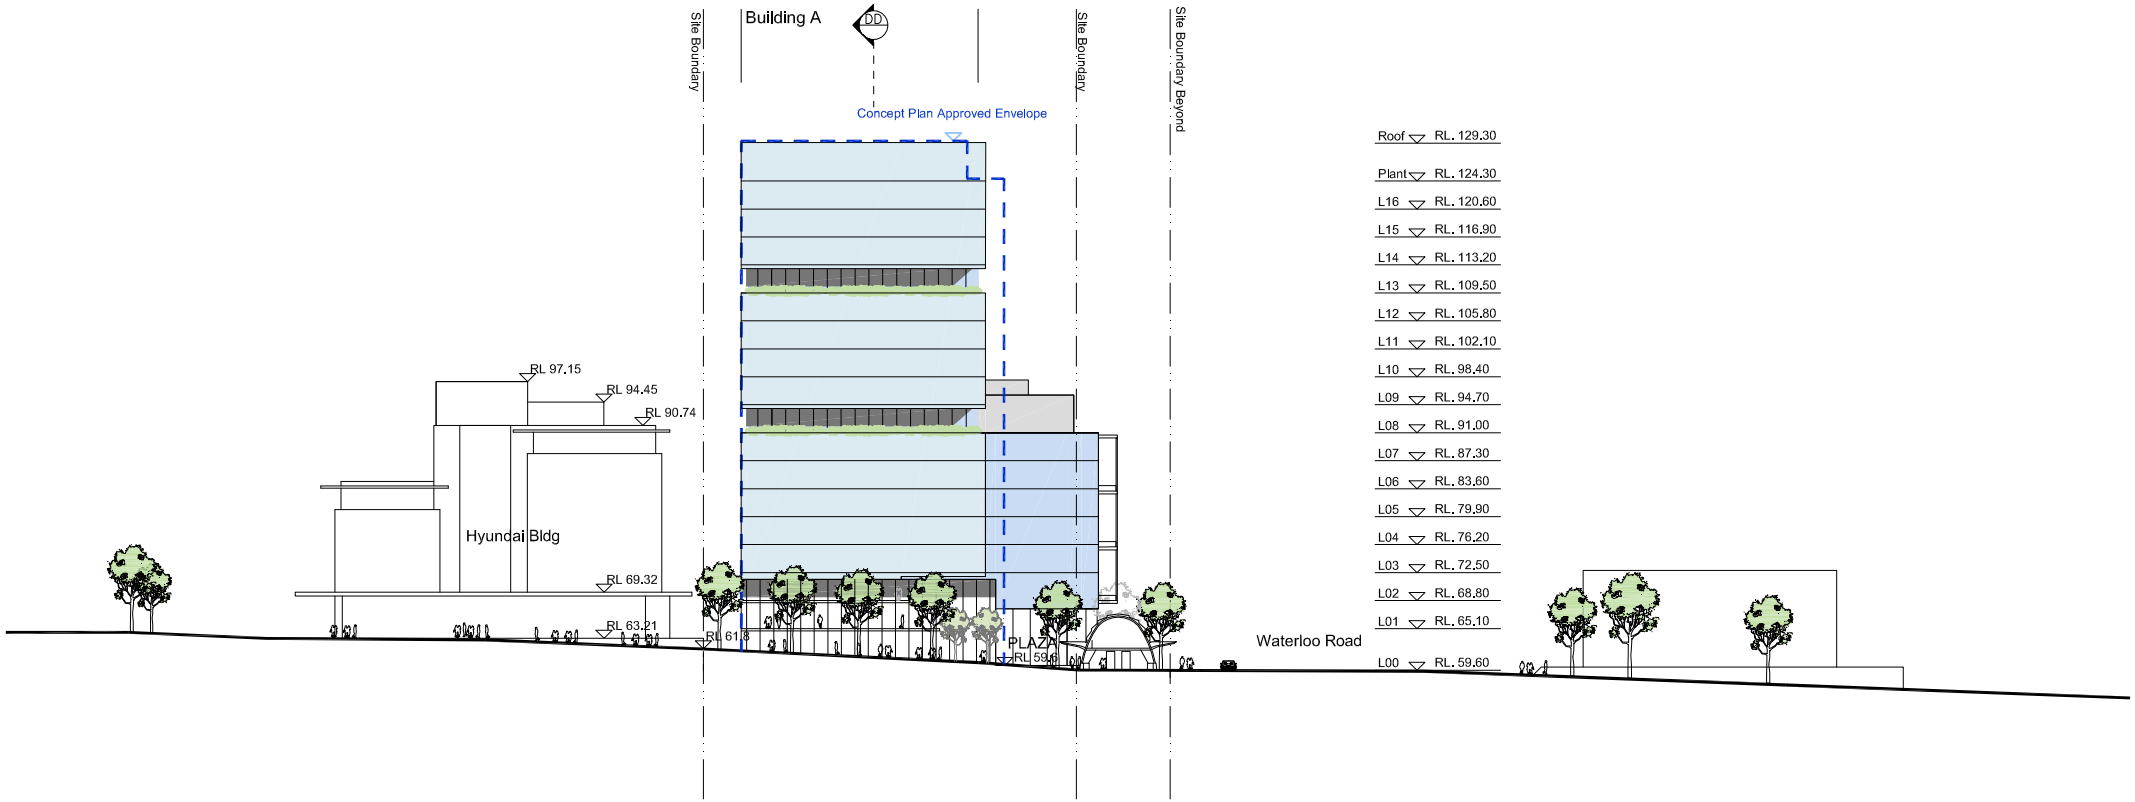 Building A
DD
Site Boundary
Site Boundary
Site Boundary Beyond
Concept Plan Approved Envelope
Roof RL. 129.30
Plant RL. 124.30
L16 RL. 120.60
L15 RL. 116.90
L14 RL. 113.20
L13 RL. 109.50
L12 RL. 105.80
L11 RL. 102.10
L10 RL. 98.40
L09 RL. 94.70
L08 RL. 91.00
L07 RL. 87.30
L06 RL. 83.60
L05 RL. 79.90
L04 RL. 76.20
L03 RL. 72.50
L02 RL. 68.80
L01 RL. 65.10
L00 RL. 59.60
RL 97.15
RL 94.45
RL 90.74
Hyundai Bldg
RL 69.32
RL 63.21
RL 61.8
PLAZA
RL 59.6
Waterloo Road